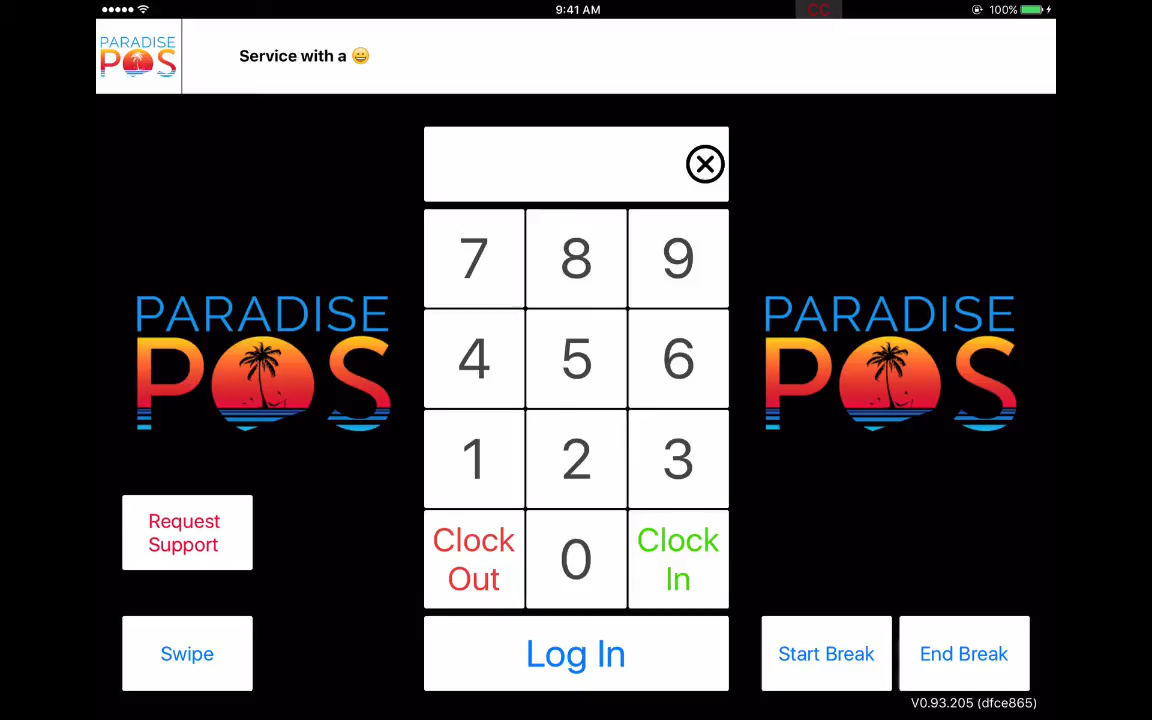 9:41 AM
CC
100%
PARADISE
POS
Service with a 😀
7 8 9
4 5 6
1 2 3
Clock
Out
0
Clock
In
PARADISE
POS
PARADISE
POS
Request
Support
Swipe
Log In
Start Break
End Break
V0.93.205 (dfce865)